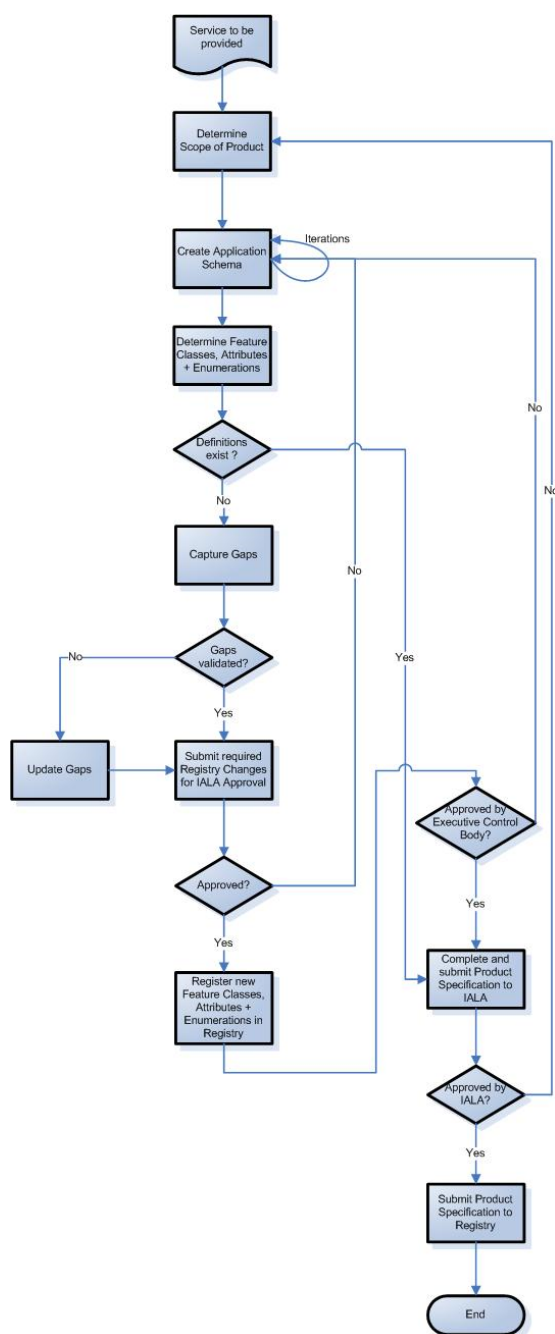 Service to be
provided
Determine
Scope of Product
Iterations
Create Application
Schema
Determine Feature
Classes, Attributes
+ Enumerations
No
Definitions
exist ?
No
No
Capture Gaps
No
Gaps
validated?
No
Yes
Yes
Update Gaps
Submit required
Registry Changes
for IALA Approval
Approved by
Executive Control
Body?
Approved?
Yes
Yes
Register new
Feature Classes,
Attributes +
Enumerations in
Registry
Complete and
submit Product
Specification to
IALA
Approved by
IALA?
Yes
Submit Product
Specification to
Registry
End